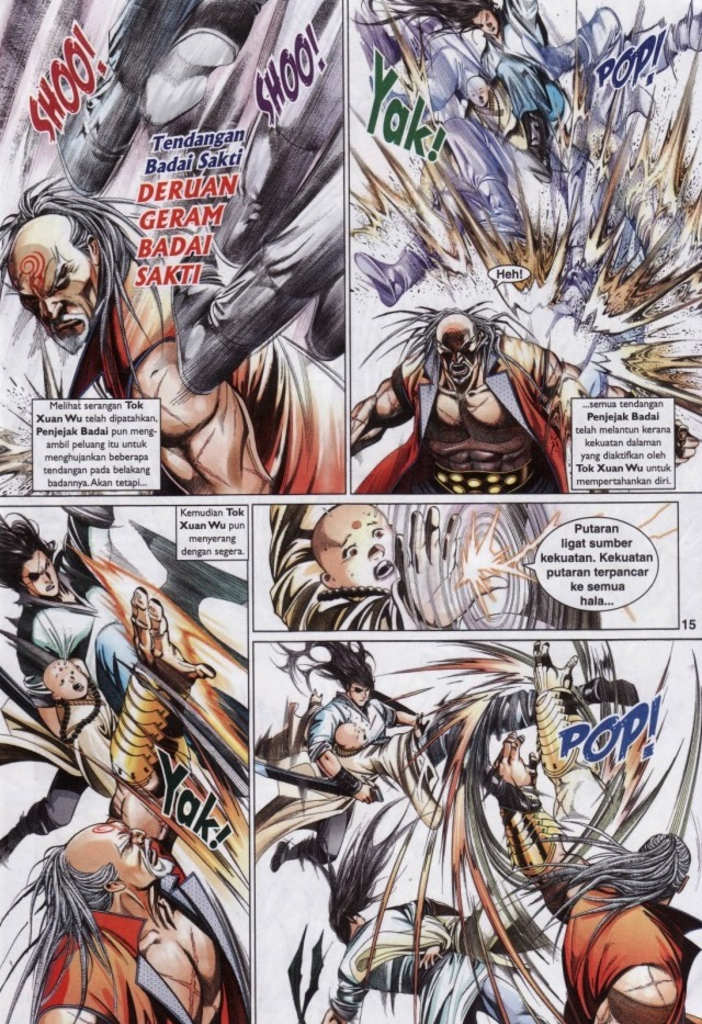 SHOO!
SHOO!
Tendangan
Badai Sakti
DERUAN
GERAM
BADAI
SAKTI
Melihat serangan Tok
Xuan Wu telah dipatahkan,
Penjejak Badai pun meng-
ambil peluang itu untuk
menghujankan beberapa
tendangan pada belakang
badannya. Akan tetapi...
Yak!
POP!
Heh!
...semua tendangan
Penjejak Badai
telah melantun kerana
kekuatan dalaman
yang diaktifkan oleh
Tok Xuan Wu untuk
mempertahankan diri.
Kemudian Tok
Xuan Wu pun
menyerang
dengan segera.
Yak!
Putaran
ligat sumber
kekuatan. Kekuatan
putaran terpancar
ke semua
hala...
15
POP!